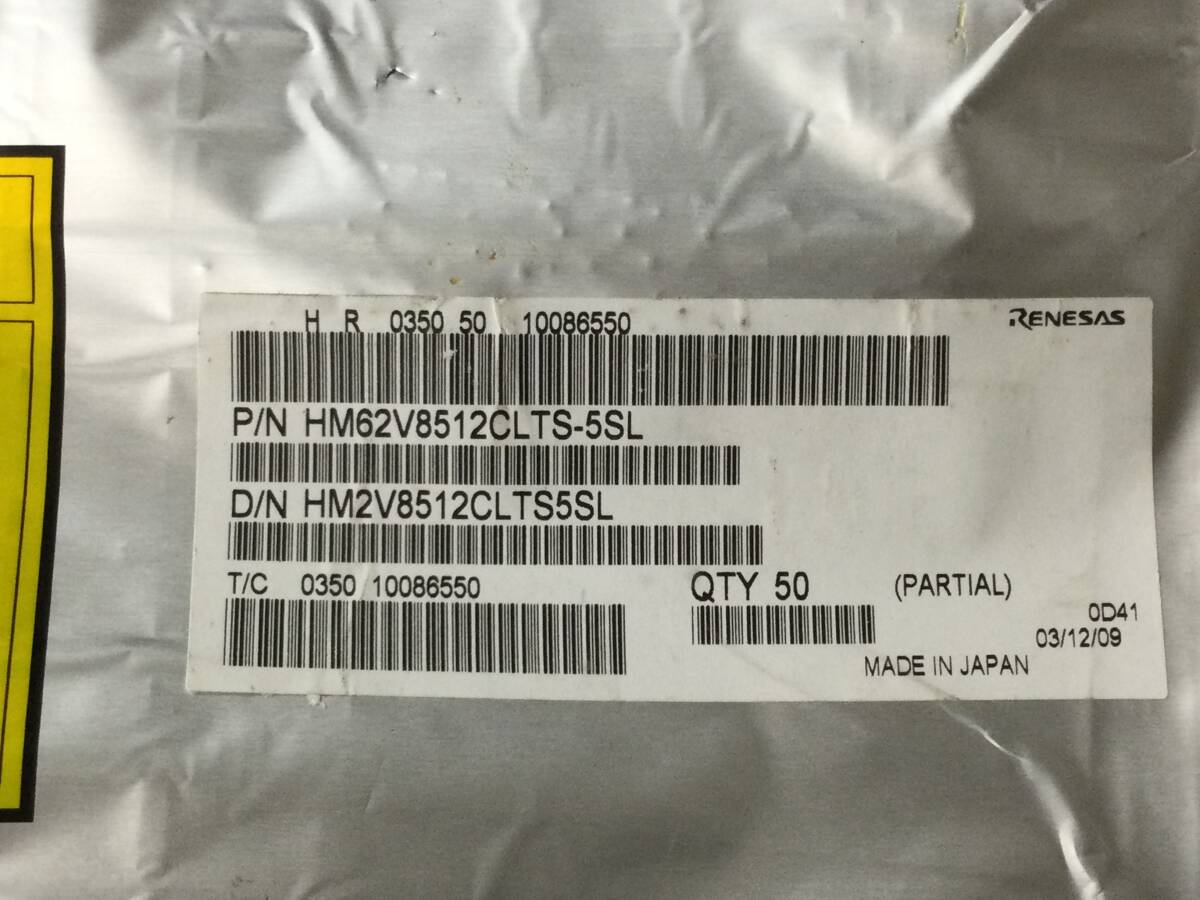 H R 0350 50 10086550
RENESAS
P/N HM62V8512CLTS-5SL
D/N HM2V8512CLTS5SL
T/C 0350 10086550
QTY 50 (PARTIAL)
0D41
03/12/09
MADE IN JAPAN